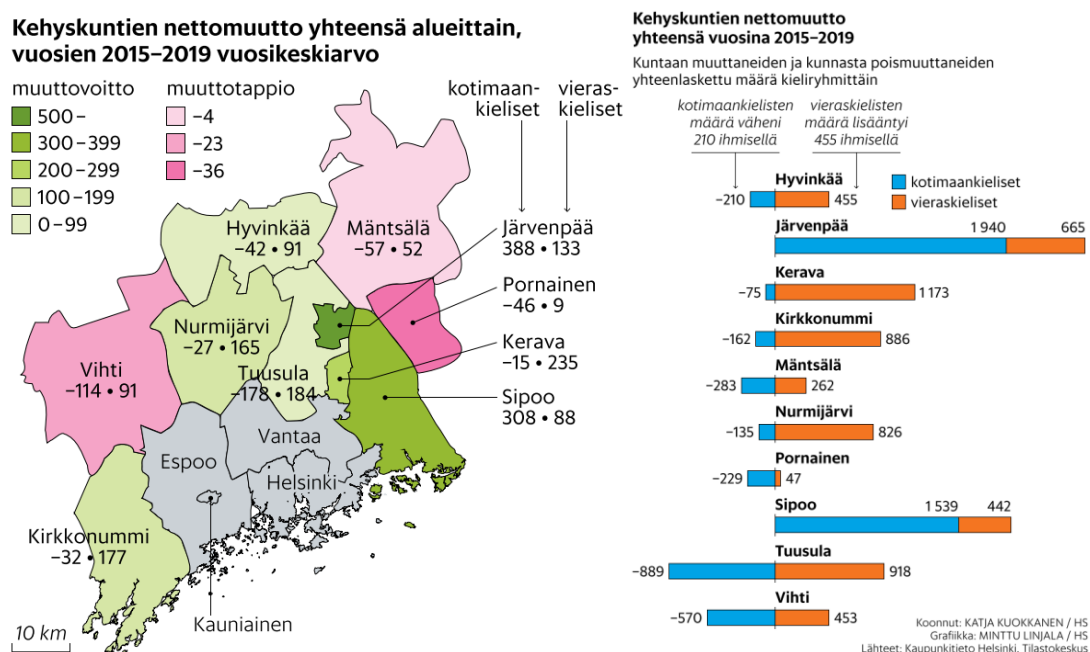 Kehyskuntien nettomuutto yhteensä alueittain,
vuosien 2015–2019 vuosikeskiarvo
muuttovoitto
500 –
300 –399
200 –299
100 –199
0 –99
muuttotappio
–4
–23
–36
kotimaan-
kieliset
vieras-
kieliset
Hyvinkää
–42 • 91
Mäntsälä
–57 • 52
Järvenpää
388 • 133
Pornainen
–46 • 9
Nurmijärvi
–27 • 165
Kerava
–15 • 235
Vihti
–114 • 91
Tuusula
–178 • 184
Sipoo
308 • 88
Vantaa
Espoo
Helsinki
Kirkkonummi
–32 • 177
Kauniainen
10 km
Kehyskuntien nettomuutto
yhteensä vuosina 2015–2019
Kuntaan muuttaneiden ja kunnasta poismuuttaneiden
yhteenlaskettu määrä kieliryhmittäin
kotimaankielisten
määrä väheni
210 ihmisellä
vieraskielisten
määrä lisääntyi
455 ihmisellä
kotimaankieliset
vieraskieliset
Hyvinkää
–210 455
Järvenpää
1 940 665
Kerava
–75 1 173
Kirkkonummi
–162 886
Mäntsälä
–283 262
Nurmijärvi
–135 826
Pornainen
–229 47
Sipoo
1 539 442
Tuusula
–889 918
Vihti
–570 453
Koonnut: KATJA KUOKKANEN / HS
Grafiikka: MINTTU LINJALA / HS
Lähteet: Kaupunkitieto Helsinki, Tilastokeskus